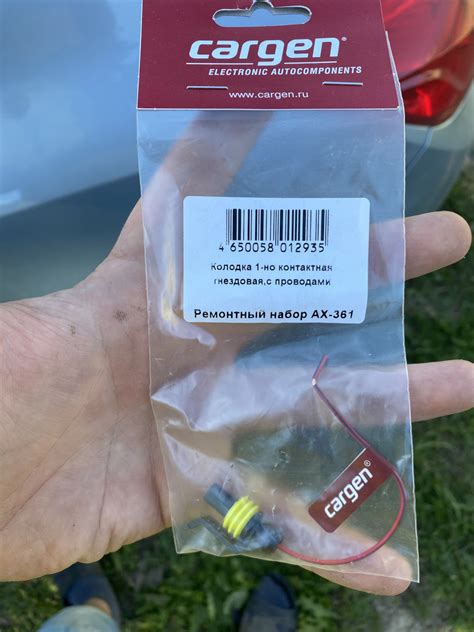 cargen®
ELECTRONIC AUTOCOMPONENTS
www.cargen.ru
4 650058 012935
Колодка 1-но контактная
гнездовая,с проводами
Ремонтный набор АХ-361
cargen®